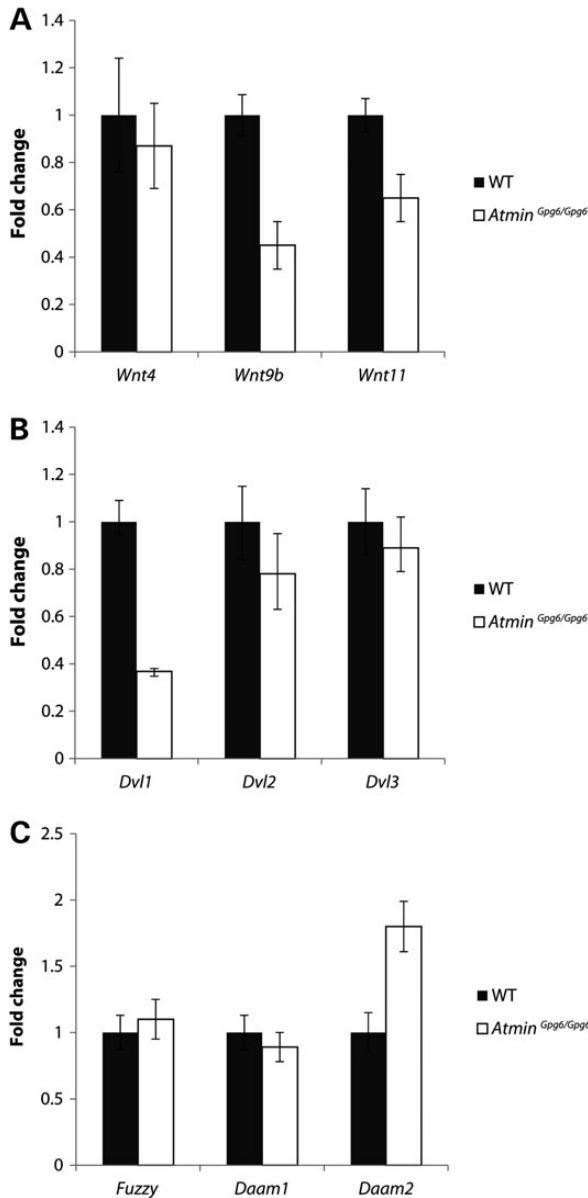 A
1.4
1.2
1
0.8
0.6
0.4
0.2
0
Fold change
Wnt4 Wnt9b Wnt11
WT
Atmin Gpg6/Gpg6
B
1.4
1.2
1
0.8
0.6
0.4
0.2
0
Fold change
Dvl1 Dvl2 Dvl3
WT
Atmin Gpg6/Gpg6
C
2.5
2
1.5
1
0.5
0
Fold change
Fuzzy Daam1 Daam2
WT
Atmin Gpg6/Gpg6